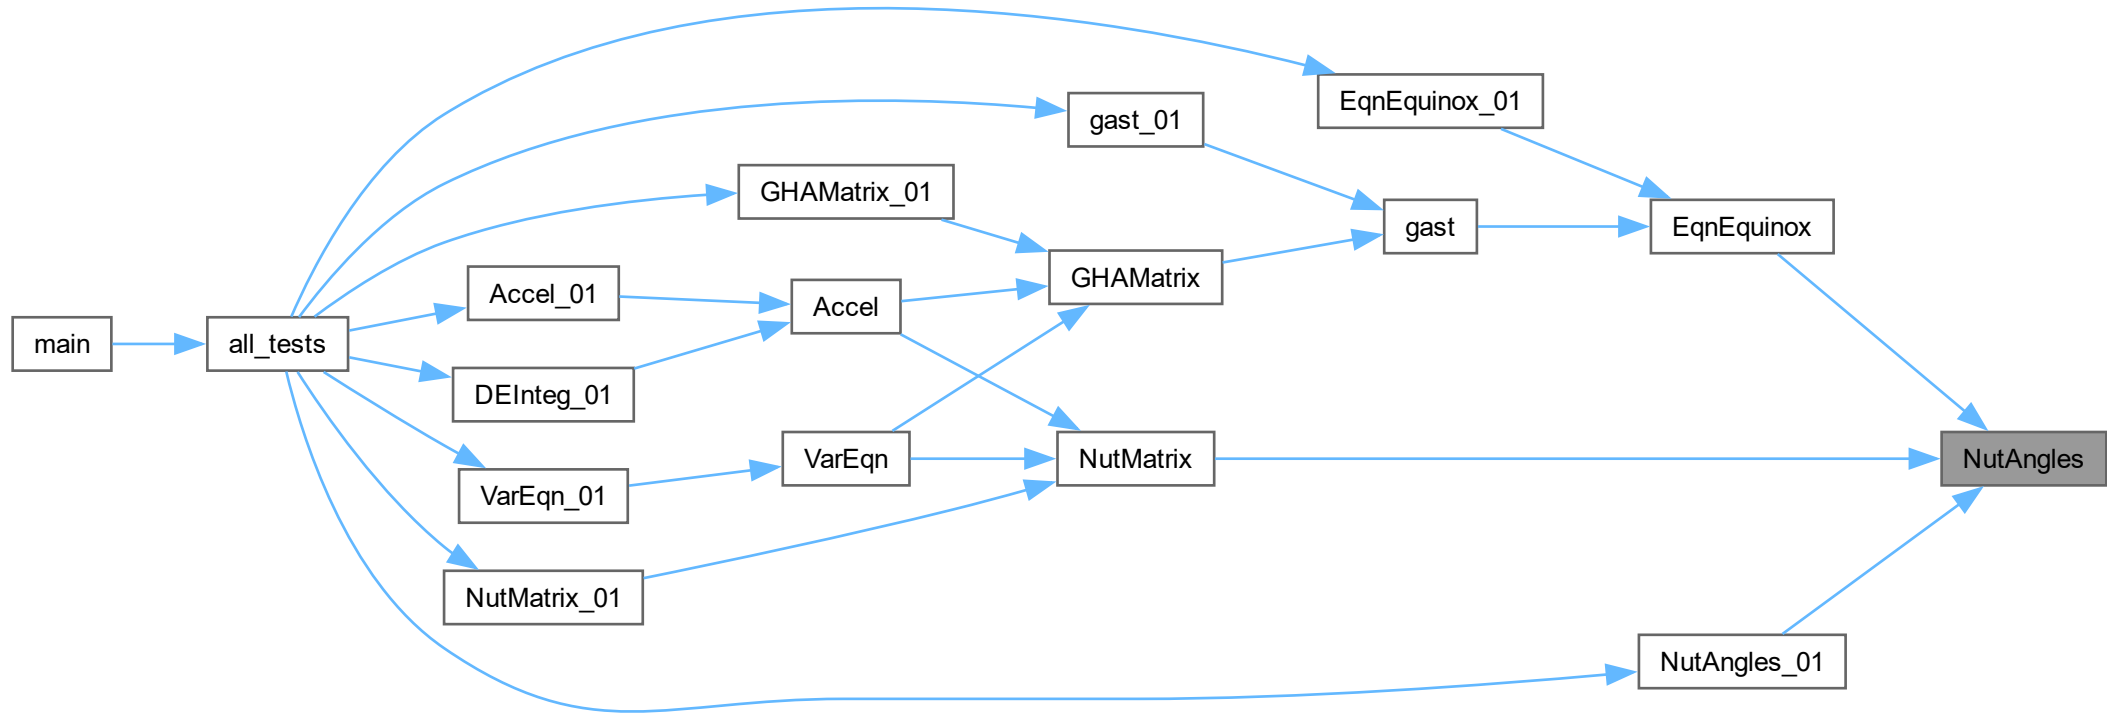 EqnEquinox_01
gast_01
GHAMatrix_01
gast
EqnEquinox
GHAMatrix
Accel_01
Accel
main
all_tests
DEInteg_01
VarEqn
NutMatrix
NutAngles
VarEqn_01
NutMatrix_01
NutAngles_01